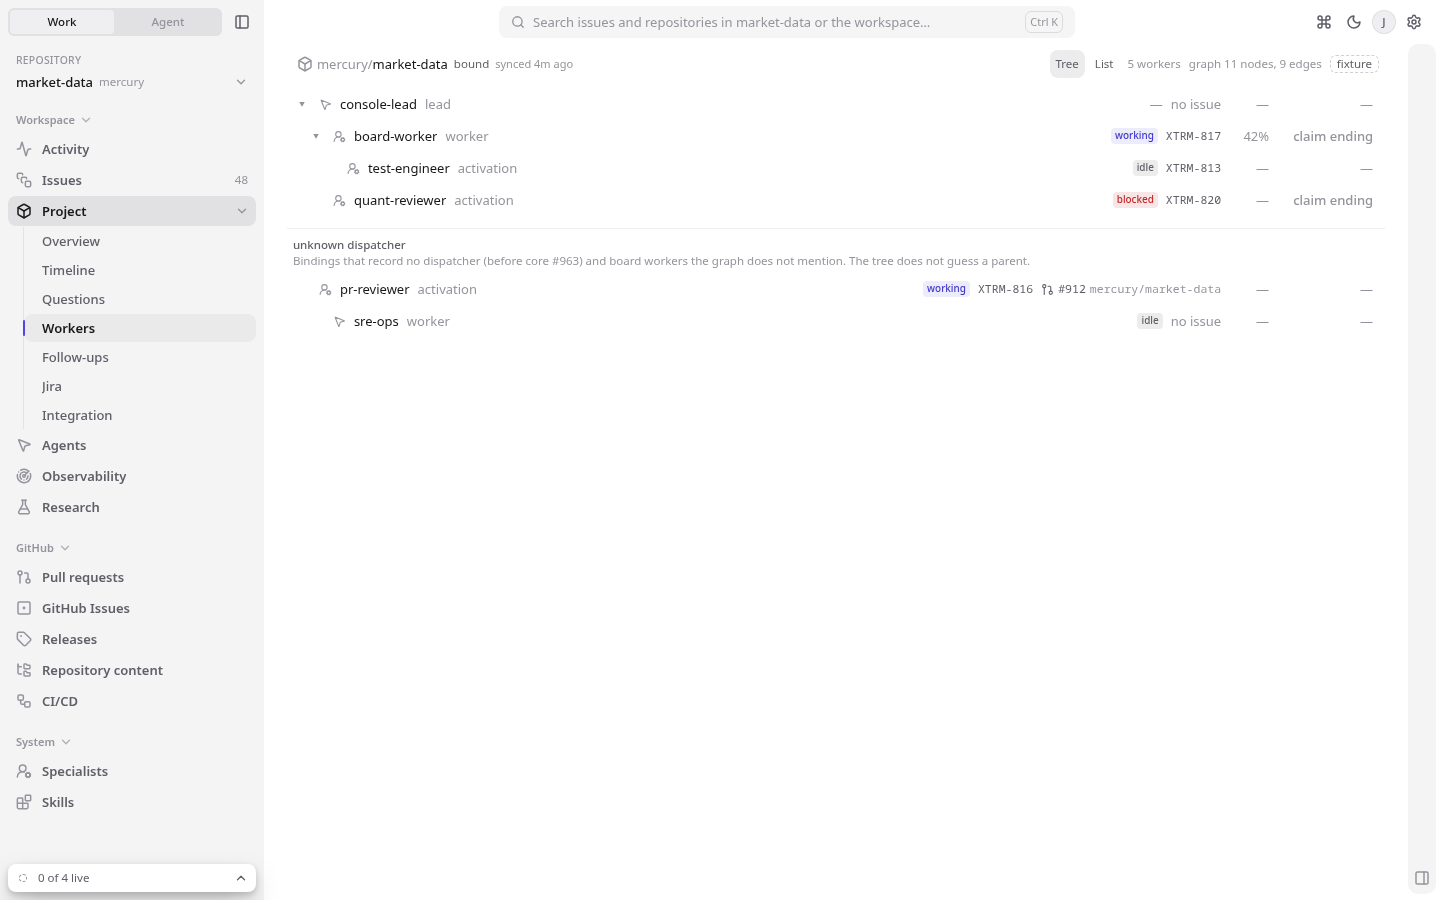 Work Agent
Search issues and repositories in market-data or the workspace... Ctrl K
J
REPOSITORY
market-data mercury
Workspace
Activity
Issues 48
Project
Overview
Timeline
Questions
Workers
Follow-ups
Jira
Integration
Agents
Observability
Research
GitHub
Pull requests
GitHub Issues
Releases
Repository content
CI/CD
System
Specialists
Skills
0 of 4 live
mercury/market-data bound synced 4m ago Tree List 5 workers graph 11 nodes, 9 edges fixture
console-lead lead — no issue — —
board-worker worker working XTRM-817 42% claim ending
test-engineer activation idle XTRM-813 — —
quant-reviewer activation blocked XTRM-820 — claim ending
unknown dispatcher
Bindings that record no dispatcher (before core #963) and board workers the graph does not mention. The tree does not guess a parent.
pr-reviewer activation working XTRM-816 #912 mercury/market-data — —
sre-ops worker idle no issue — —